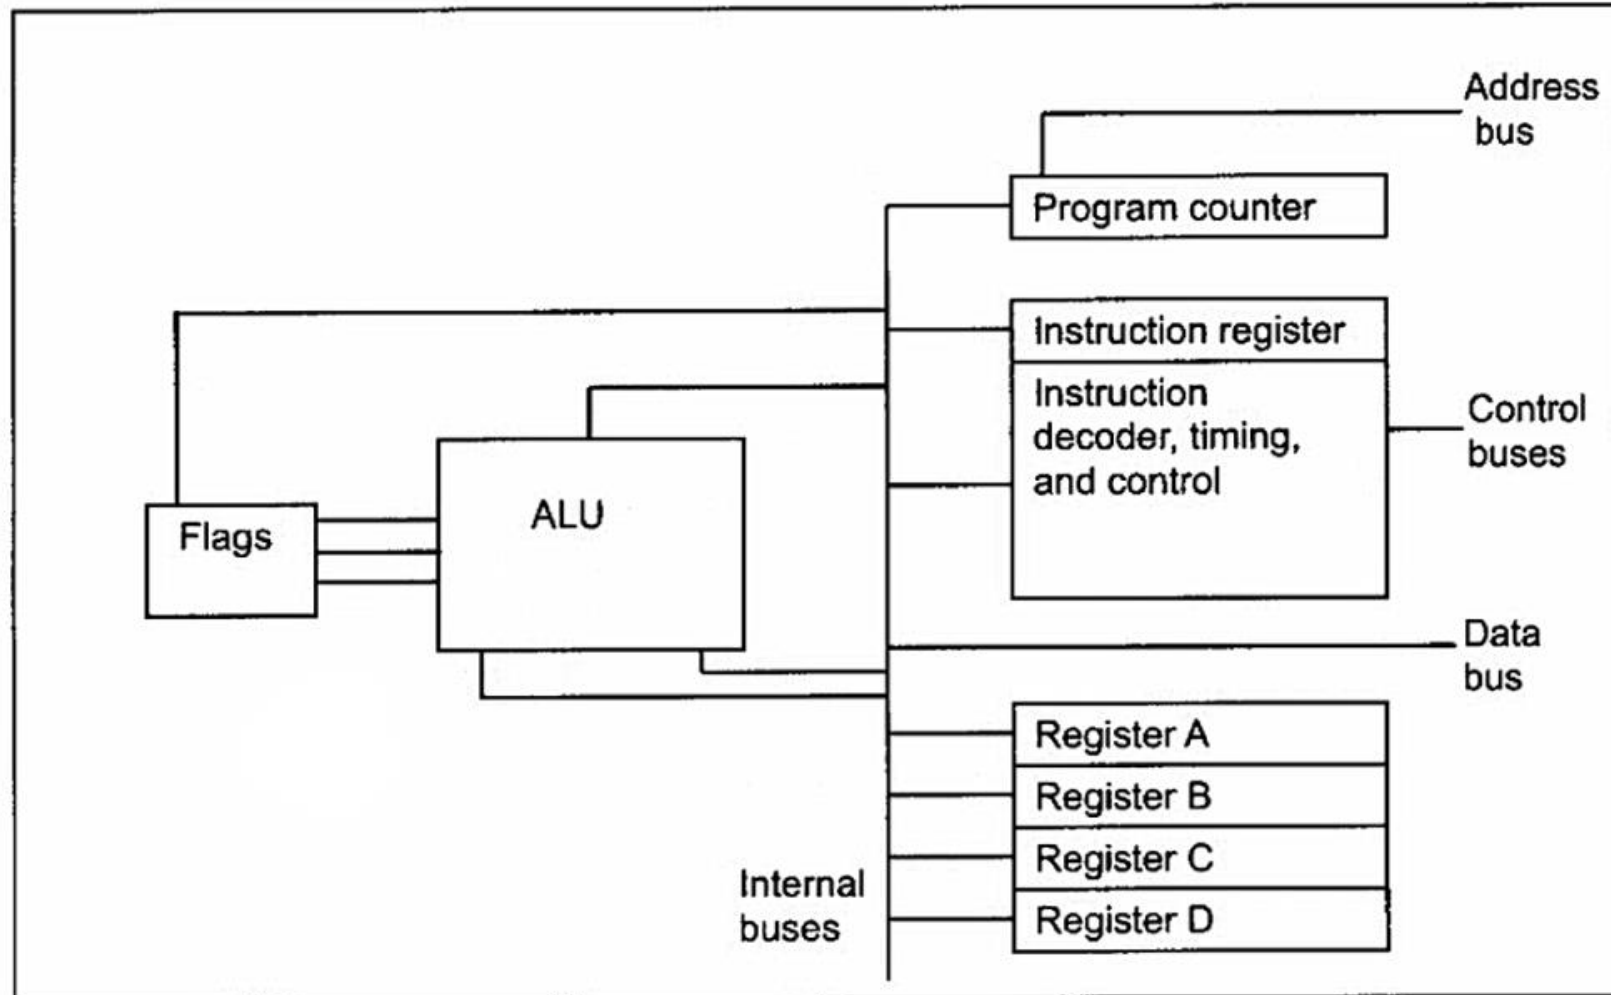 Address
bus
Program counter
Instruction register
Instruction
decoder, timing,
and control
Control
buses
Flags
ALU
Data
bus
Register A
Register B
Register C
Register D
Internal
buses